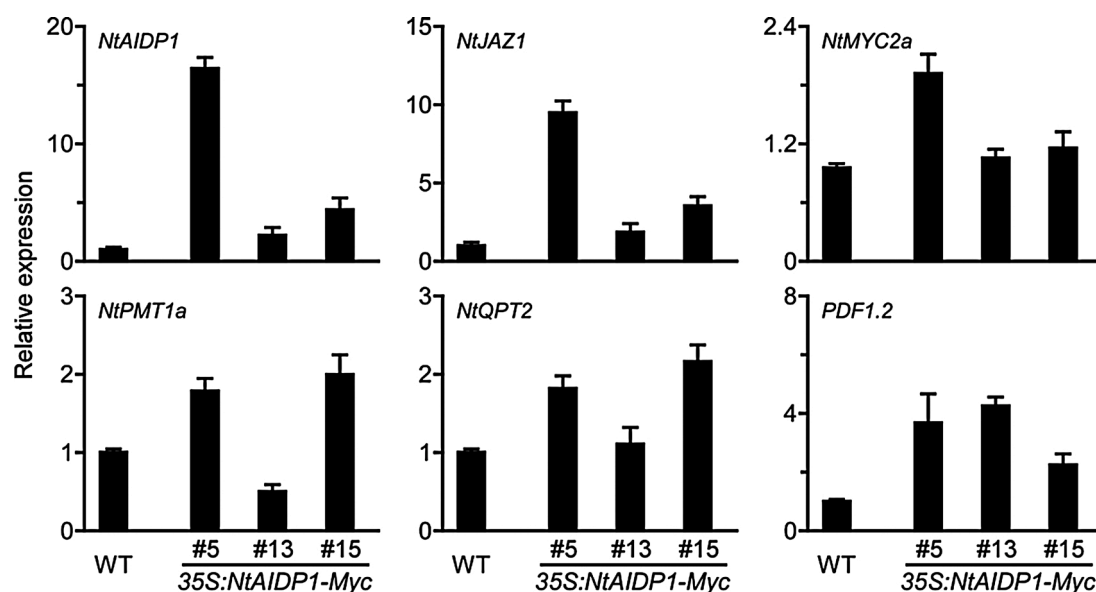 Relative expression
NtAIDP1
20
10
0
NtJAZ1
15
10
5
0
NtMYC2a
2.4
1.2
0
NtPMT1a
3
2
1
0
WT
#5 #13 #15
35S:NtAIDP1-Myc
NtQPT2
3
2
1
0
WT
#5 #13 #15
35S:NtAIDP1-Myc
PDF1.2
8
4
0
WT
#5 #13 #15
35S:NtAIDP1-Myc